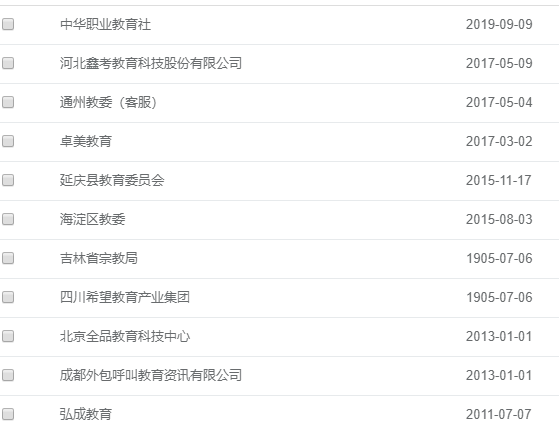 中华职业教育社 2019-09-09
河北鑫考教育科技股份有限公司 2017-05-09
通州教委（客服） 2017-05-04
卓美教育 2017-03-02
延庆县教育委员会 2015-11-17
海淀区教委 2015-08-03
吉林省宗教局 1905-07-06
四川希望教育产业集团 1905-07-06
北京全品教育科技中心 2013-01-01
成都外包呼叫教育资讯有限公司 2013-01-01
弘成教育 2011-07-07